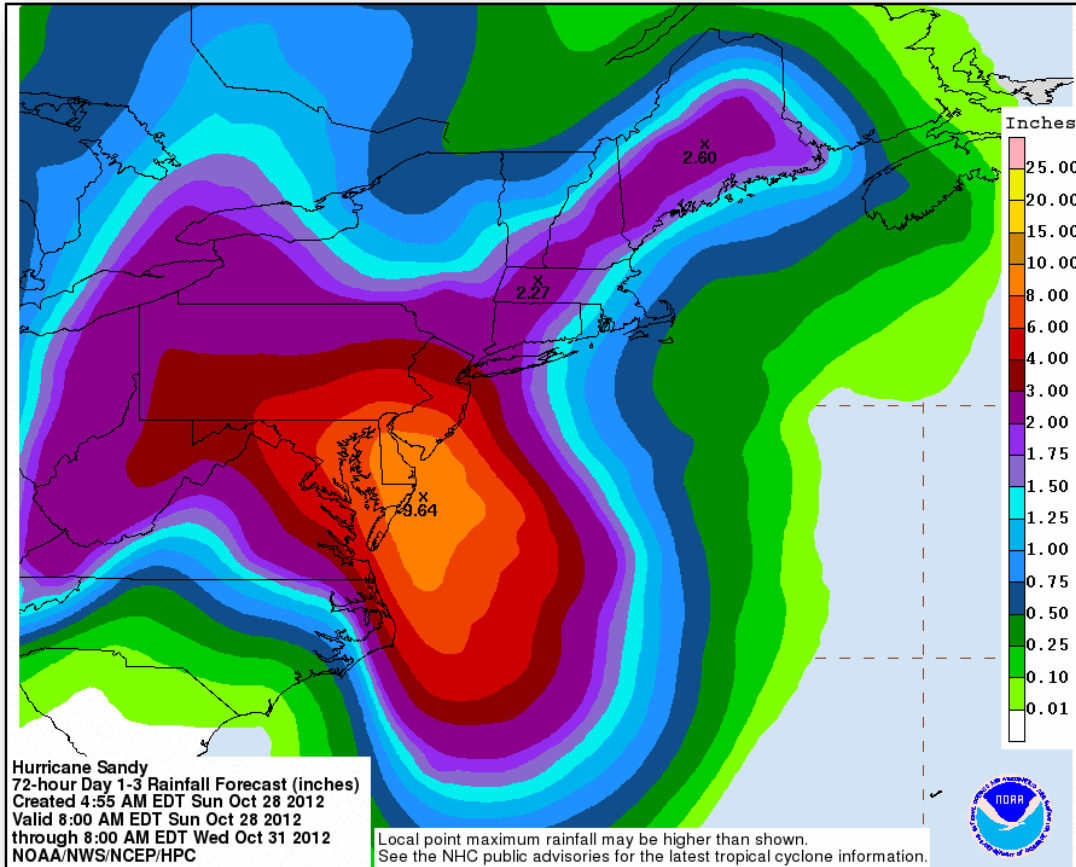 Inches
25.00
20.00
15.00
10.00
8.00
6.00
4.00
3.00
2.00
1.75
1.50
1.25
1.00
0.75
0.50
0.25
0.10
0.01
X
2.60
X
2.27
X
9.64
Hurricane Sandy
72-hour Day 1-3 Rainfall Forecast (inches)
Created 4:55 AM EDT Sun Oct 28 2012
Valid 8:00 AM EDT Sun Oct 28 2012
through 8:00 AM EDT Wed Oct 31 2012
NOAA/NWS/NCEP/HPC
Local point maximum rainfall may be higher than shown.
See the NHC public advisories for the latest tropical cyclone information.
NOAA